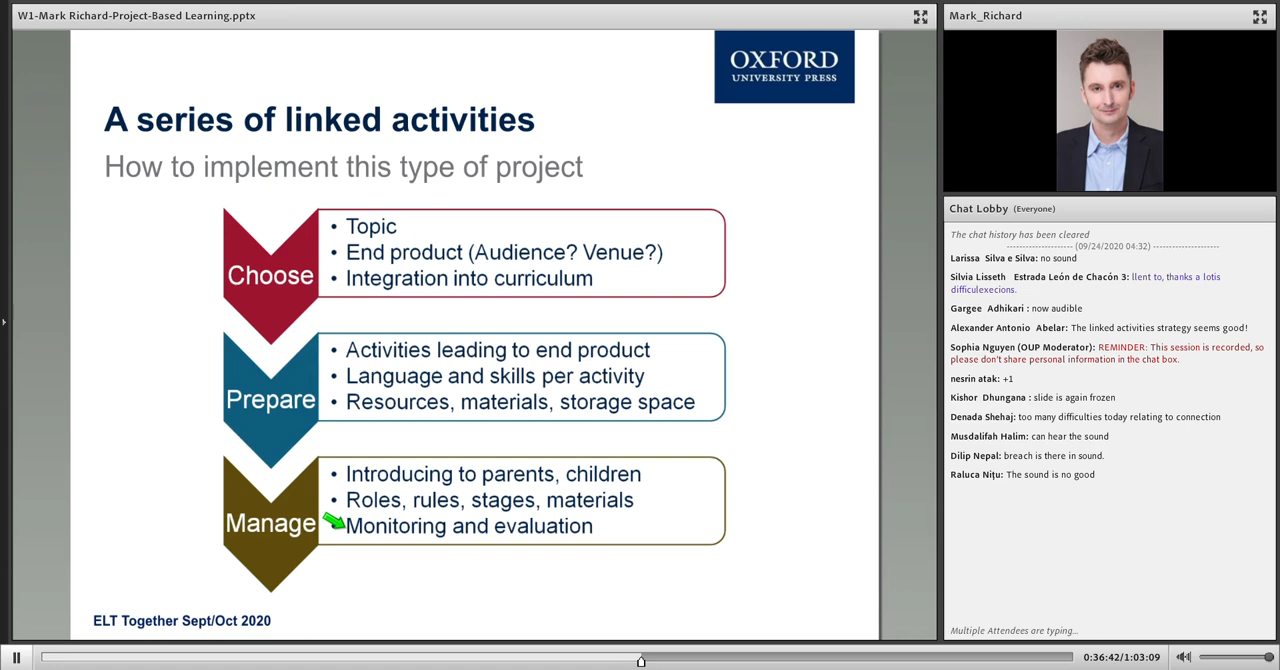 W1-Mark Richard-Project-Based Learning.pptx
OXFORD
UNIVERSITY PRESS
A series of linked activities
How to implement this type of project
Choose
• Topic
• End product (Audience? Venue?)
• Integration into curriculum
Prepare
• Activities leading to end product
• Language and skills per activity
• Resources, materials, storage space
Manage
• Introducing to parents, children
• Roles, rules, stages, materials
• Monitoring and evaluation
ELT Together Sept/Oct 2020
Mark_Richard
Chat Lobby (Everyone)
The chat history has been cleared
--------------------- (09/24/2020 04:32) ---------------------
Larissa Silva e Silva: no sound
Silvia Lisseth Estrada León de Chacón 3: llent to, thanks a lotis
difficulexecions.
Gargee Adhikari : now audible
Alexander Antonio Abelar: The linked activities strategy seems good!
Sophia Nguyen (OUP Moderator): REMINDER: This session is recorded, so
please don't share personal information in the chat box.
nesrin atak: +1
Kishor Dhungana : slide is again frozen
Denada Shehaj: too many difficulties today relating to connection
Musdalifah Halim: can hear the sound
Dilip Nepal: breach is there in sound.
Raluca Nițu: The sound is no good
Multiple Attendees are typing...
0:36:42/1:03:09